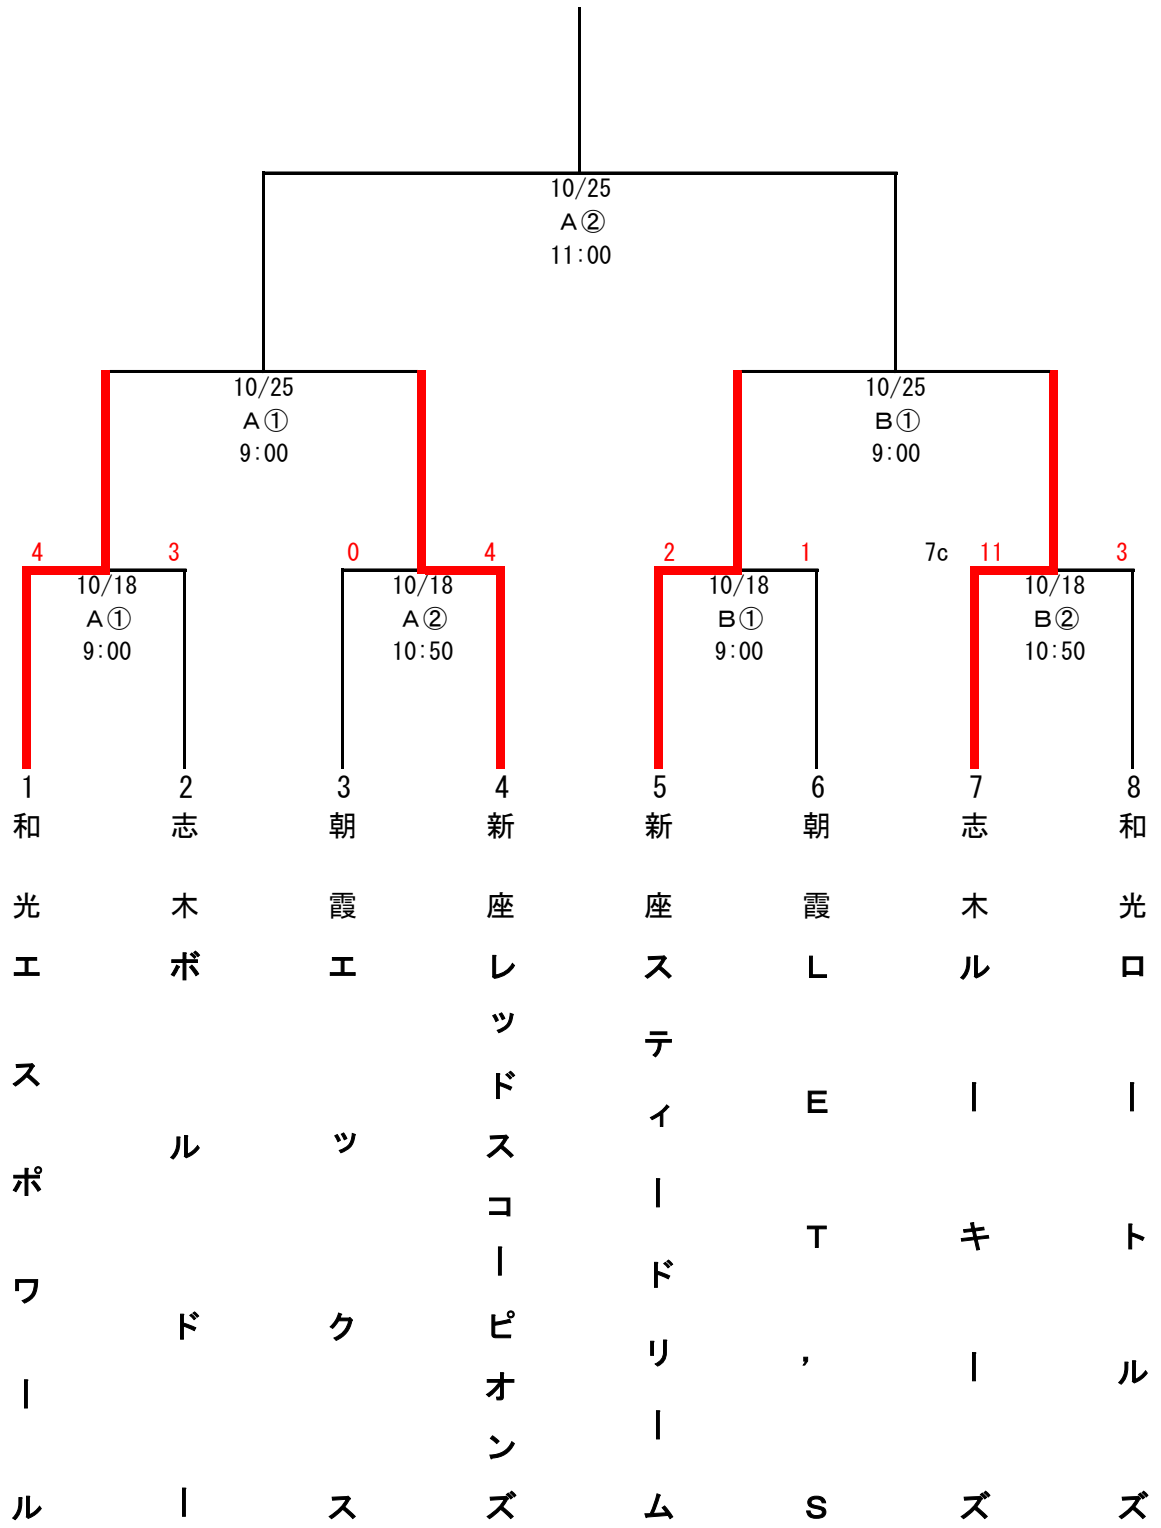 10/25
A②
11:00
10/25
A①
9:00
10/25
B①
9:00
4 3
0 4
2 1
7c 11 3
10/18
A①
9:00
10/18
A②
10:50
10/18
B①
9:00
10/18
B②
10:50
1 2 3 4 5 6 7 8
和光
エスポワール
志木
ボルドー
朝霞
エックス
新座
レッドスコーピオンズ
新座
スティードリーム
朝霞
LET,S
志木
ルーキーズ
和光
ロートルズ